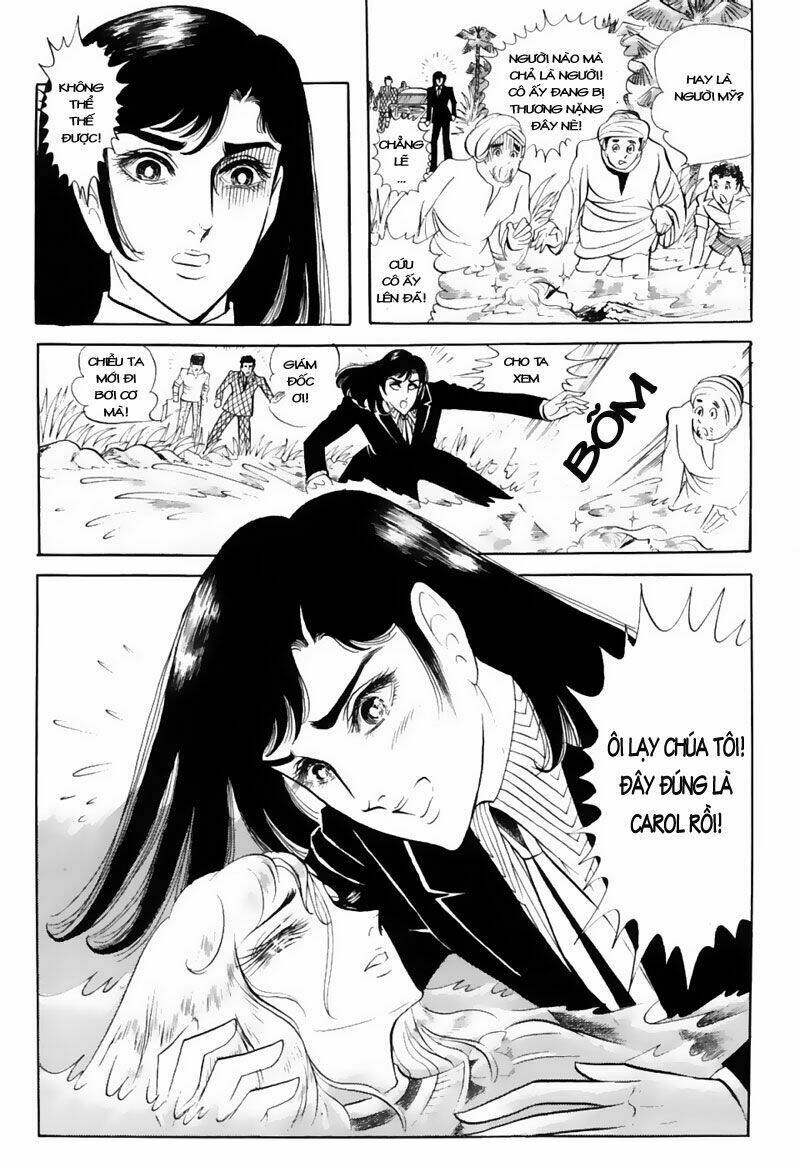 KHÔNG
THỂ
THẾ
ĐƯỢC!
NGƯỜI NÀO MÀ
CHẢ LÀ NGƯỜI!
CÔ ẤY ĐANG BỊ
THƯƠNG NẶNG
ĐÂY NÈ!
HAY LÀ
NGƯỜI MỸ?
CHẲNG
LẼ
...
CỨU
CÔ ẤY
LÊN ĐÃ!
CHIỀU TA
MỚI ĐI
BƠI CƠ
MÀ!
GIÁM
ĐỐC
ƠI!
CHO TA
XEM
BÕM
ÔI LẠY CHÚA TÔI!
ĐÂY ĐÚNG LÀ
CAROL RỒI!